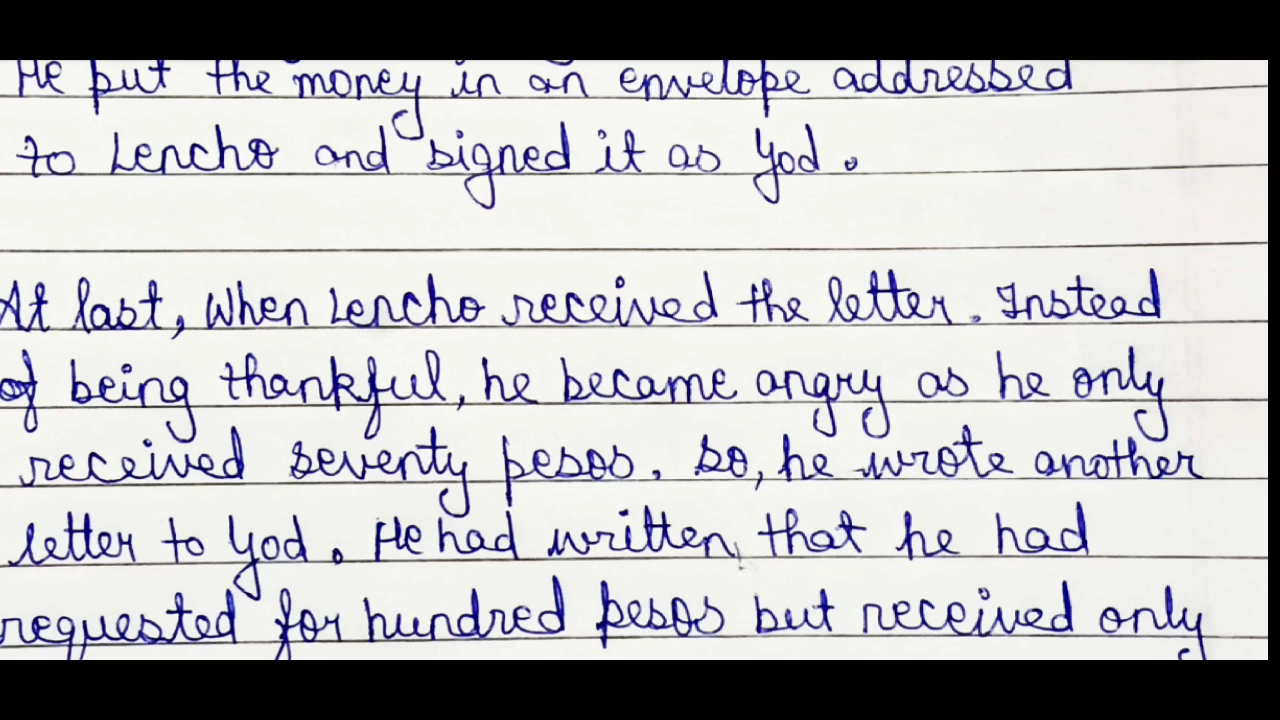 He put the money in an envelope addressed
to Lencho and signed it as God.
At last, When Lencho received the letter. Instead
of being thankful, he became angry as he only
received seventy pesos. So, he wrote another
letter to God. He had written, that he had
requested for hundred pesos but received only